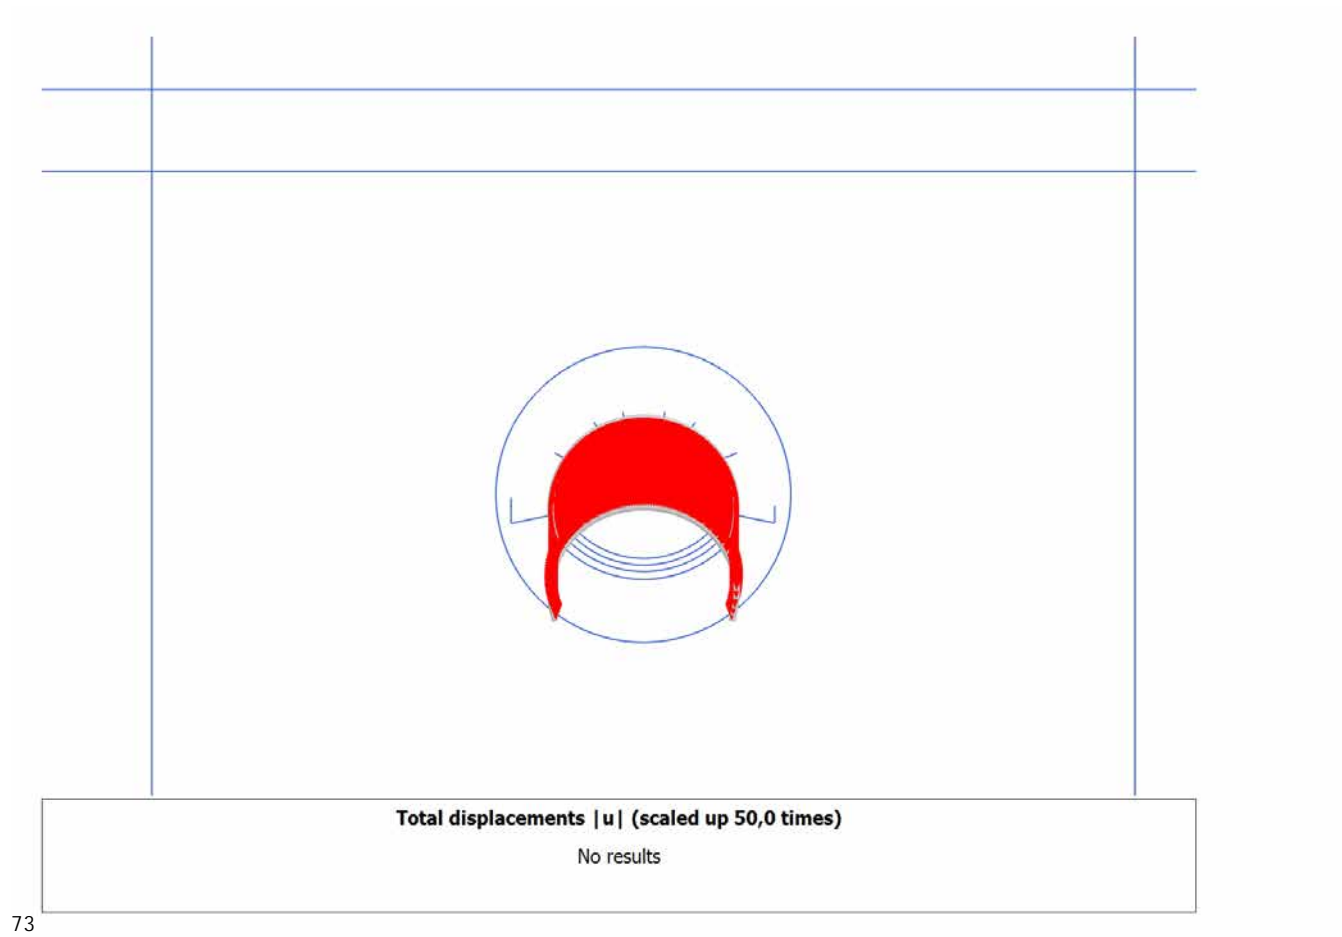 Total displacements |u| (scaled up 50,0 times)
No results
73